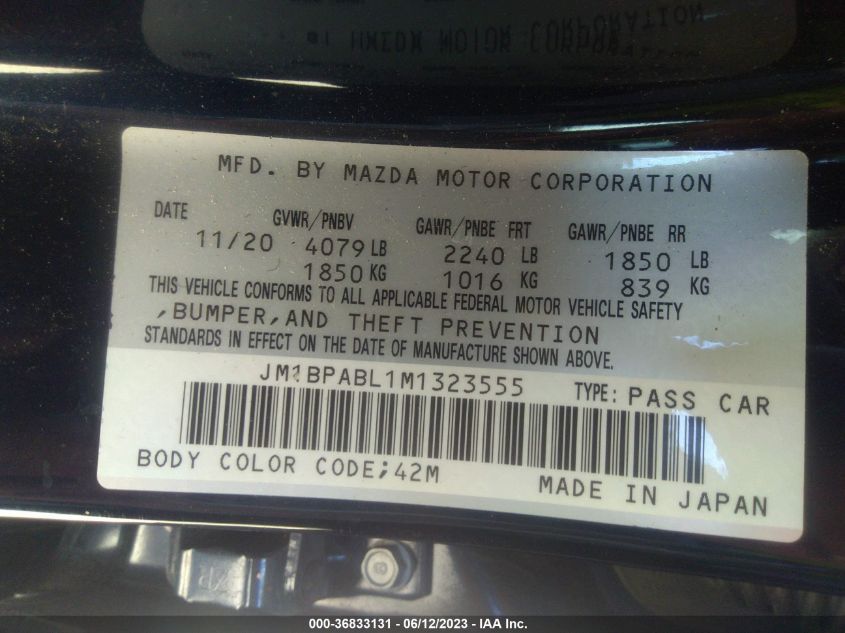 MFD. BY MAZDA MOTOR CORPORATION
DATE GVWR/PNBV GAWR/PNBE FRT GAWR/PNBE RR
11/20 4079 LB 2240 LB 1850 LB
1850 KG 1016 KG 839 KG
THIS VEHICLE CONFORMS TO ALL APPLICABLE FEDERAL MOTOR VEHICLE SAFETY
,BUMPER,AND THEFT PREVENTION
STANDARDS IN EFFECT ON THE DATE OF MANUFACTURE SHOWN ABOVE.
JM1BPABL1M1323555 TYPE: PASS CAR
BODY COLOR CODE;42M
MADE IN JAPAN
000-36833131 - 06/12/2023 - IAA Inc.